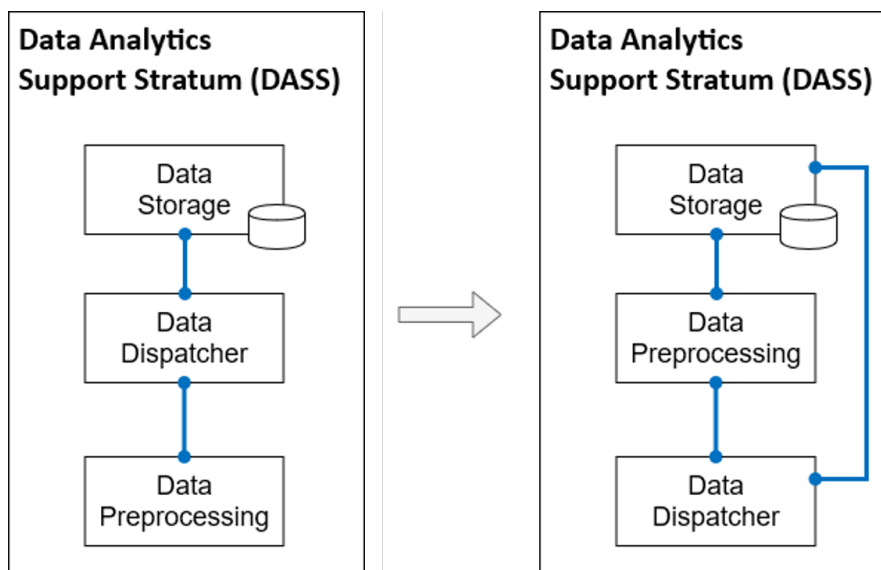 Data Analytics
Support Stratum (DASS)
Data
Storage
Data
Dispatcher
Data
Preprocessing
Data Analytics
Support Stratum (DASS)
Data
Storage
Data
Preprocessing
Data
Dispatcher